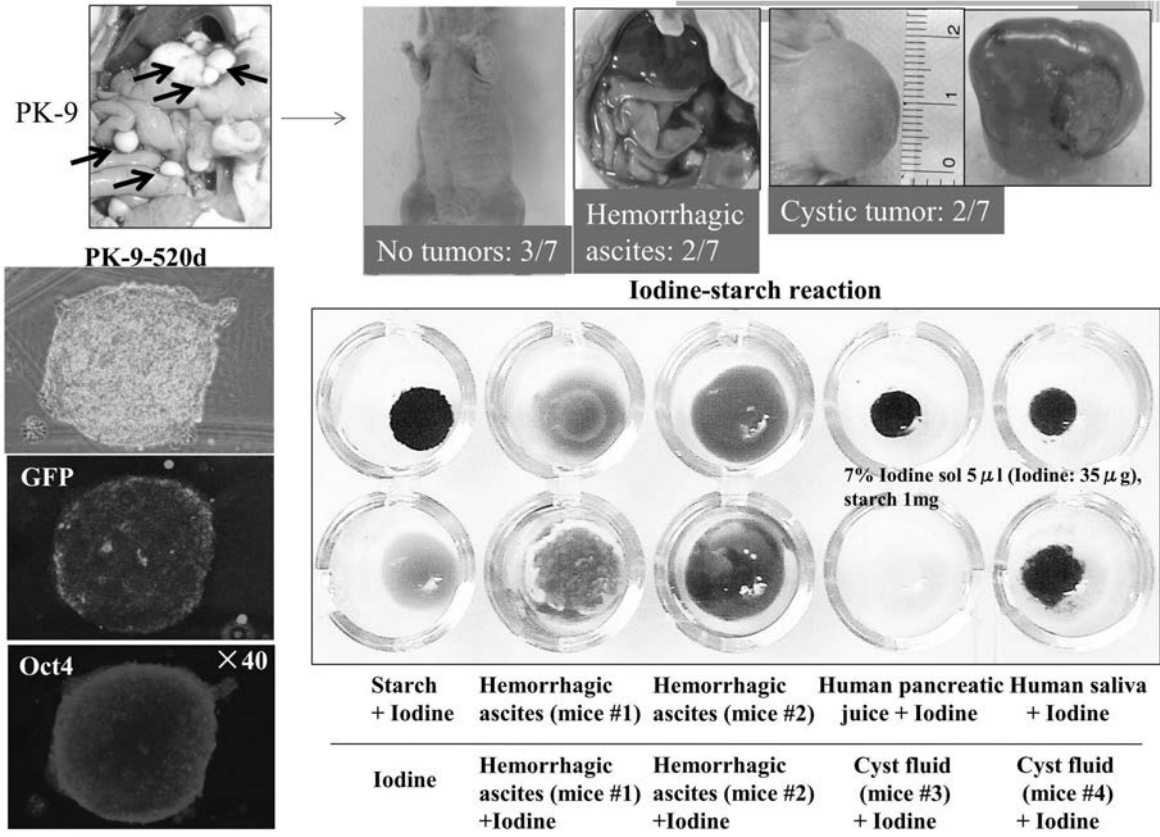 PK-9
No tumors: 3/7
Hemorrhagic
ascites: 2/7
2
1
0
Cystic tumor: 2/7
PK-9-520d
GFP
Oct4
×40
Iodine-starch reaction
7% Iodine sol 5 μl (Iodine: 35 μg),
starch 1mg
Starch
+ Iodine
Hemorrhagic
ascites (mice #1)
Hemorrhagic
ascites (mice #2)
Human pancreatic
juice + Iodine
Human saliva
+ Iodine
Iodine
Hemorrhagic
ascites (mice #1)
+Iodine
Hemorrhagic
ascites (mice #2)
+Iodine
Cyst fluid
(mice #3)
+ Iodine
Cyst fluid
(mice #4)
+ Iodine